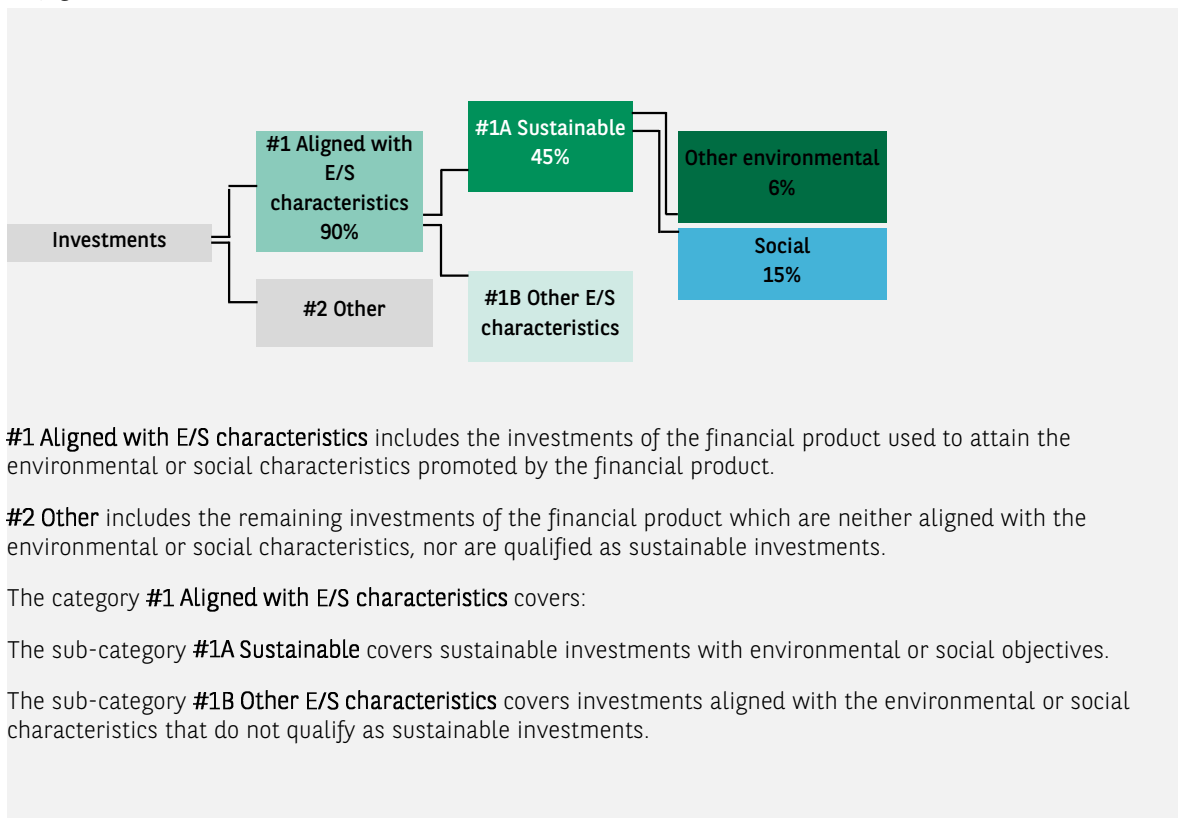 #1A Sustainable
45%
#1 Aligned with
E/S
characteristics
90%
Other environmental
6%
Investments
Social
15%
#2 Other
#1B Other E/S
characteristics
#1 Aligned with E/S characteristics includes the investments of the financial product used to attain the
environmental or social characteristics promoted by the financial product.
#2 Other includes the remaining investments of the financial product which are neither aligned with the
environmental or social characteristics, nor are qualified as sustainable investments.
The category #1 Aligned with E/S characteristics covers:
The sub-category #1A Sustainable covers sustainable investments with environmental or social objectives.
The sub-category #1B Other E/S characteristics covers investments aligned with the environmental or social
characteristics that do not qualify as sustainable investments.